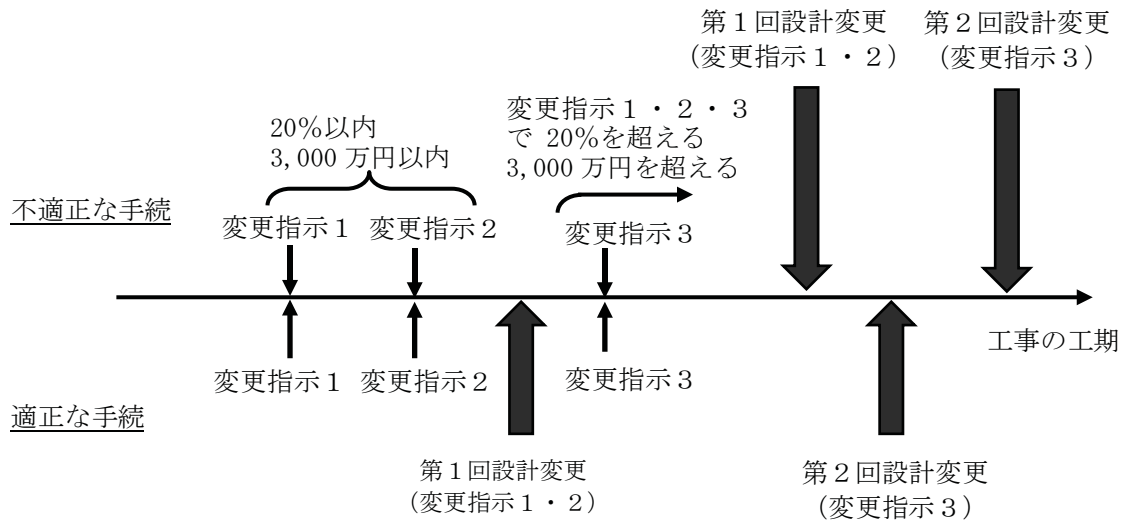 第1回設計変更
(変更指示1・2)
第2回設計変更
(変更指示3)
20%以内
3,000 万円以内
変更指示1・2・3
で 20%を超える
3,000 万円を超える
不適正な手続
変更指示1
変更指示2
変更指示3
工事の工期
変更指示1
変更指示2
変更指示3
適正な手続
第1回設計変更
(変更指示1・2)
第2回設計変更
(変更指示3)